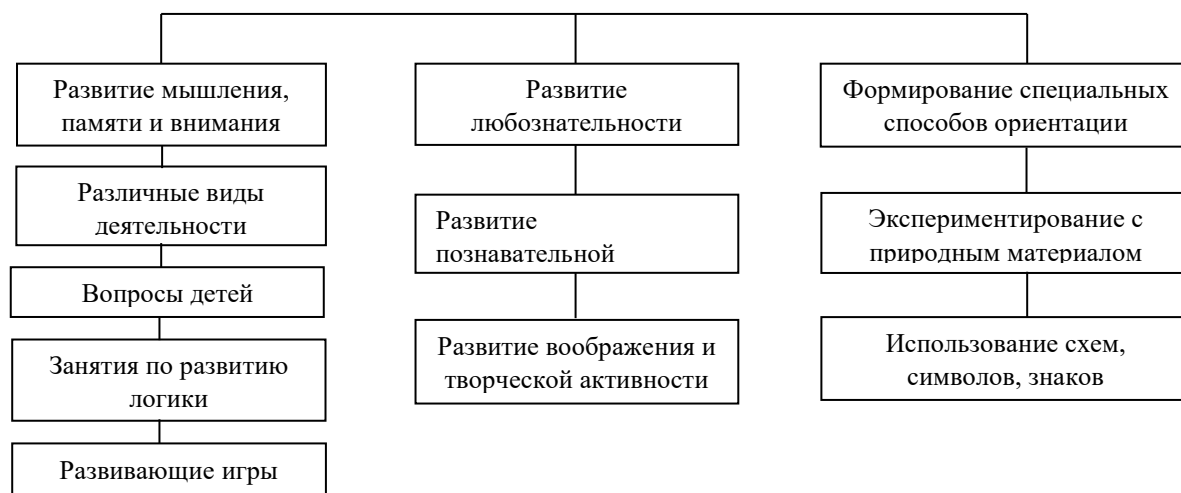 Развитие мышления,
памяти и внимания
Различные виды
деятельности
Вопросы детей
Занятия по развитию
логики
Развивающие игры
Развитие
любознательности
Развитие
познавательной
Развитие воображения и
творческой активности
Формирование специальных
способов ориентации
Экспериментирование с
природным материалом
Использование схем,
символов, знаков